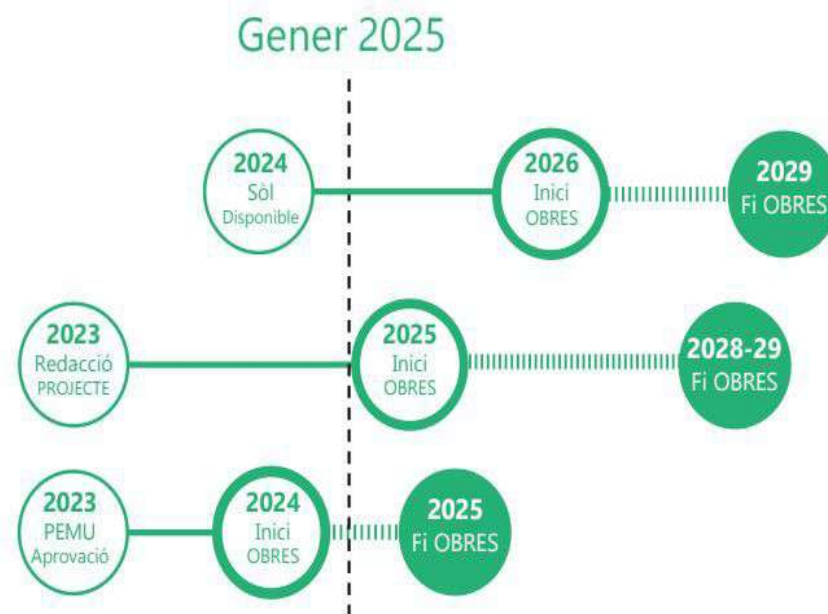 Gener 2025
2024
Sòl
Disponible
2026
Inici
OBRES
2029
Fi OBRES
2023
Redacció
PROJECTE
2025
Inici
OBRES
2028-29
Fi OBRES
2023
PEMU
Aprovació
2024
Inici
OBRES
2025
Fi OBRES